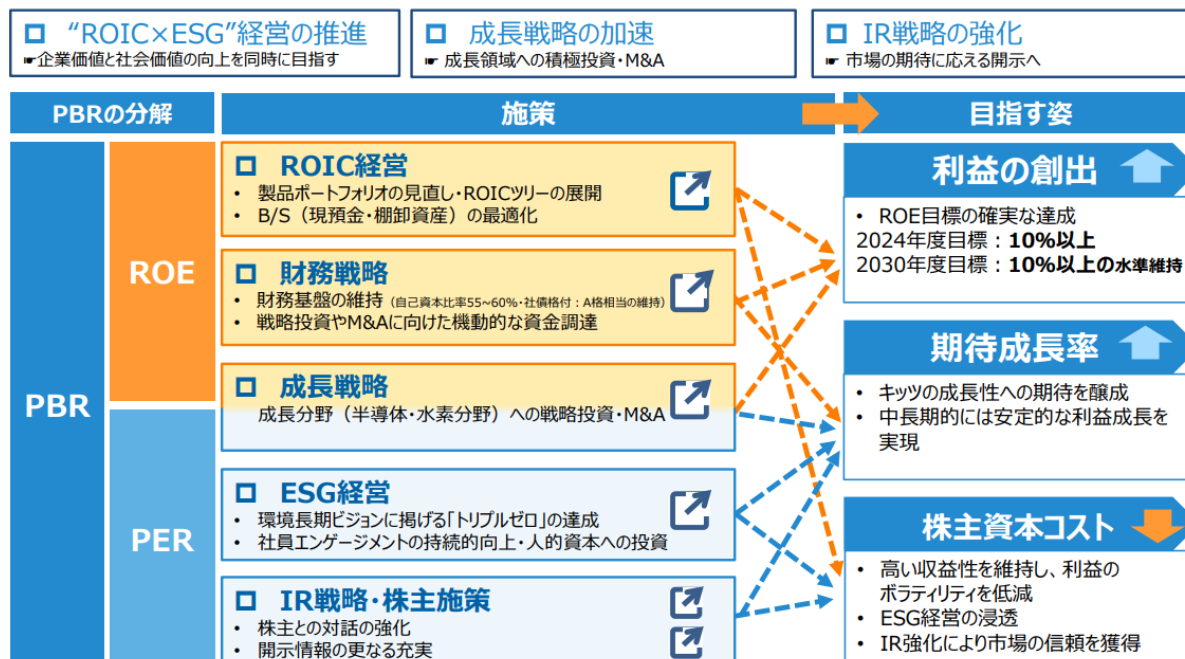 “ROIC×ESG”経営の推進
☛企業価値と社会価値の向上を同時に目指す
成長戦略の加速
☛ 成長領域への積極投資・M&A
IR戦略の強化
☛ 市場の期待に応える開示へ
PBRの分解
施策
目指す姿
PBR
ROE
PER
ROIC経営
• 製品ポートフォリオの見直し・ROICツリーの展開
• B/S（現預金・棚卸資産）の最適化
財務戦略
• 財務基盤の維持（自己資本比率55~60%・社債格付：A格相当の維持）
• 戦略投資やM&Aに向けた機動的な資金調達
成長戦略
成長分野（半導体・水素分野）への戦略投資・M&A
ESG経営
• 環境長期ビジョンに掲げる「トリプルゼロ」の達成
• 社員エンゲージメントの持続的向上・人的資本への投資
IR戦略・株主施策
• 株主との対話の強化
• 開示情報の更なる充実
利益の創出
• ROE目標の確実な達成
2024年度目標：10%以上
2030年度目標：10%以上の水準維持
期待成長率
• キッツの成長性への期待を醸成
• 中長期的には安定的な利益成長を
実現
株主資本コスト
• 高い収益性を維持し、利益の
ボラティリティを低減
• ESG経営の浸透
• IR強化により市場の信頼を獲得